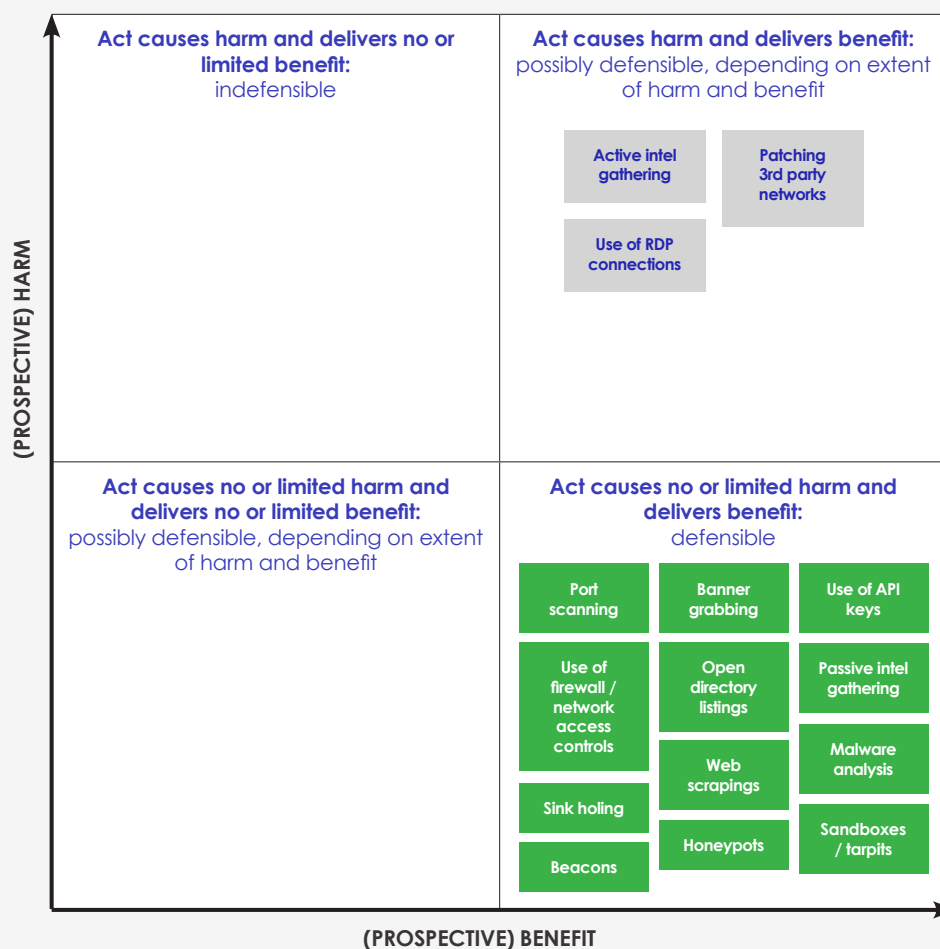 Act causes harm and delivers no or
limited benefit:
indefensible
Act causes harm and delivers benefit:
possibly defensible, depending on extent
of harm and benefit
Active intel
gathering
Patching
3rd party
networks
Use of RDP
connections
(PROSPECTIVE) HARM
Act causes no or limited harm and
delivers no or limited benefit:
possibly defensible, depending on extent
of harm and benefit
Act causes no or limited harm and
delivers benefit:
defensible
Port
scanning
Banner
grabbing
Use of API
keys
Use of
firewall /
network
access
controls
Open
directory
listings
Passive intel
gathering
Web
scrapings
Malware
analysis
Sink holing
Honeypots
Sandboxes
/ tarpits
Beacons
(PROSPECTIVE) BENEFIT